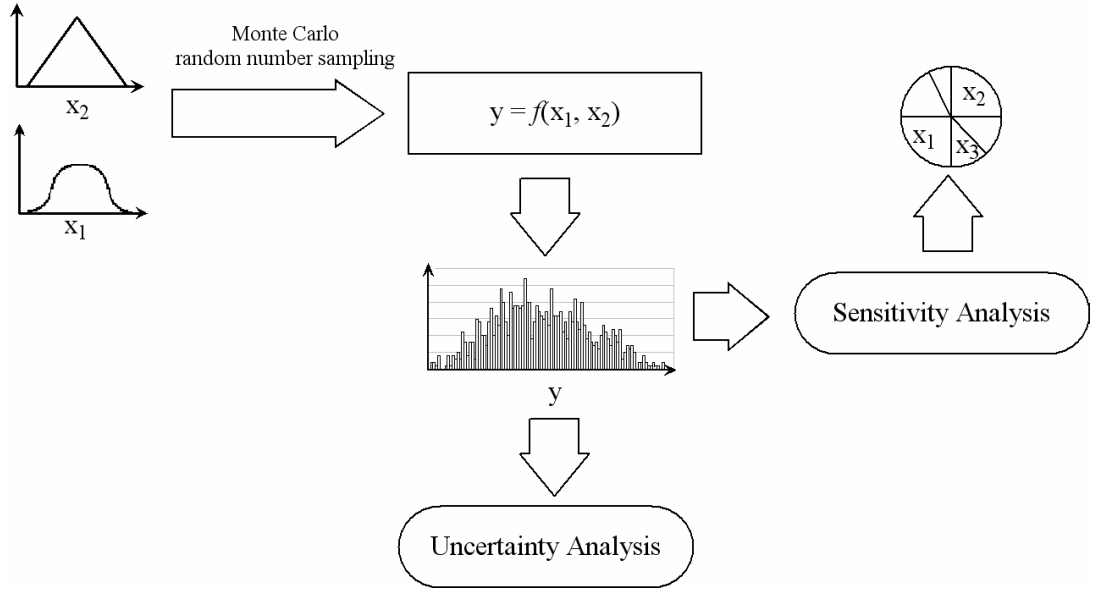 x₂
x₁
Monte Carlo
random number sampling
y = f(x₁, x₂)
y
Uncertainty Analysis
Sensitivity Analysis
x₂
x₁
x₃